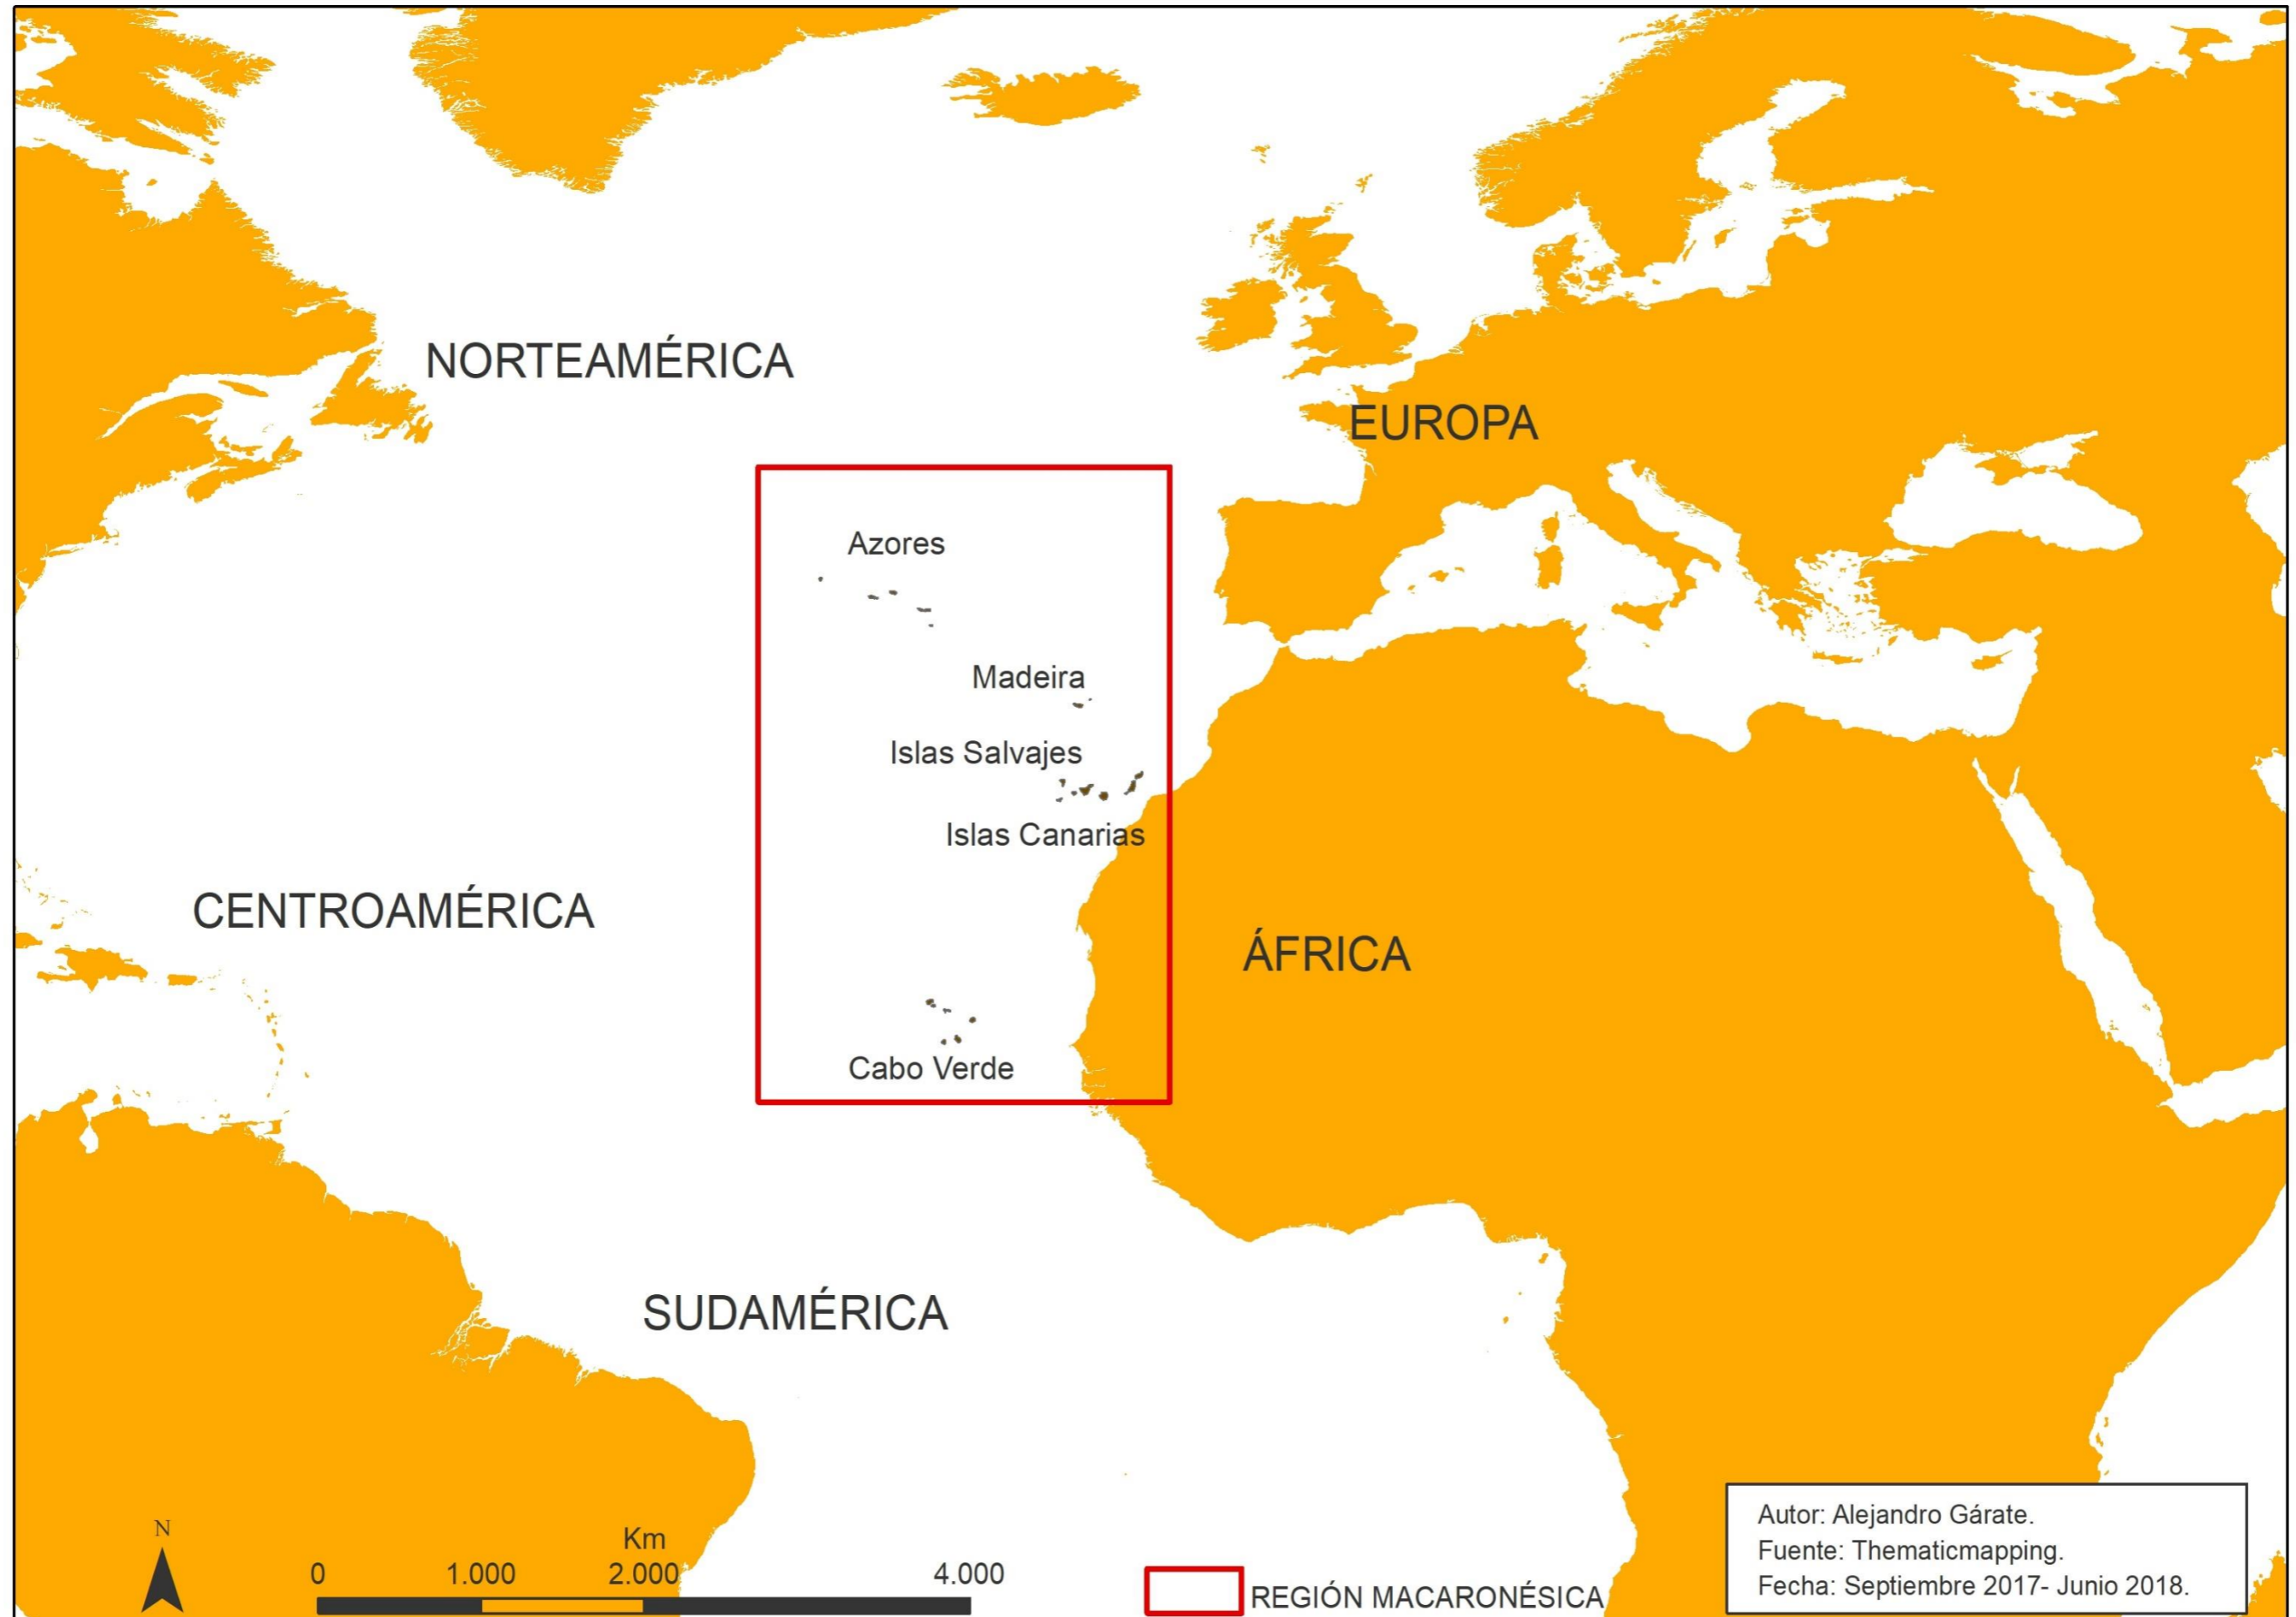 NORTEAMÉRICA
EUROPA
Azores
Madeira
Islas Salvajes
Islas Canarias
CENTROAMÉRICA
ÁFRICA
Cabo Verde
SUDAMÉRICA
N
Km
0 1.000 2.000 4.000
REGIÓN MACARONÉSICA
Autor: Alejandro Gárate.
Fuente: Thematicmapping.
Fecha: Septiembre 2017- Junio 2018.